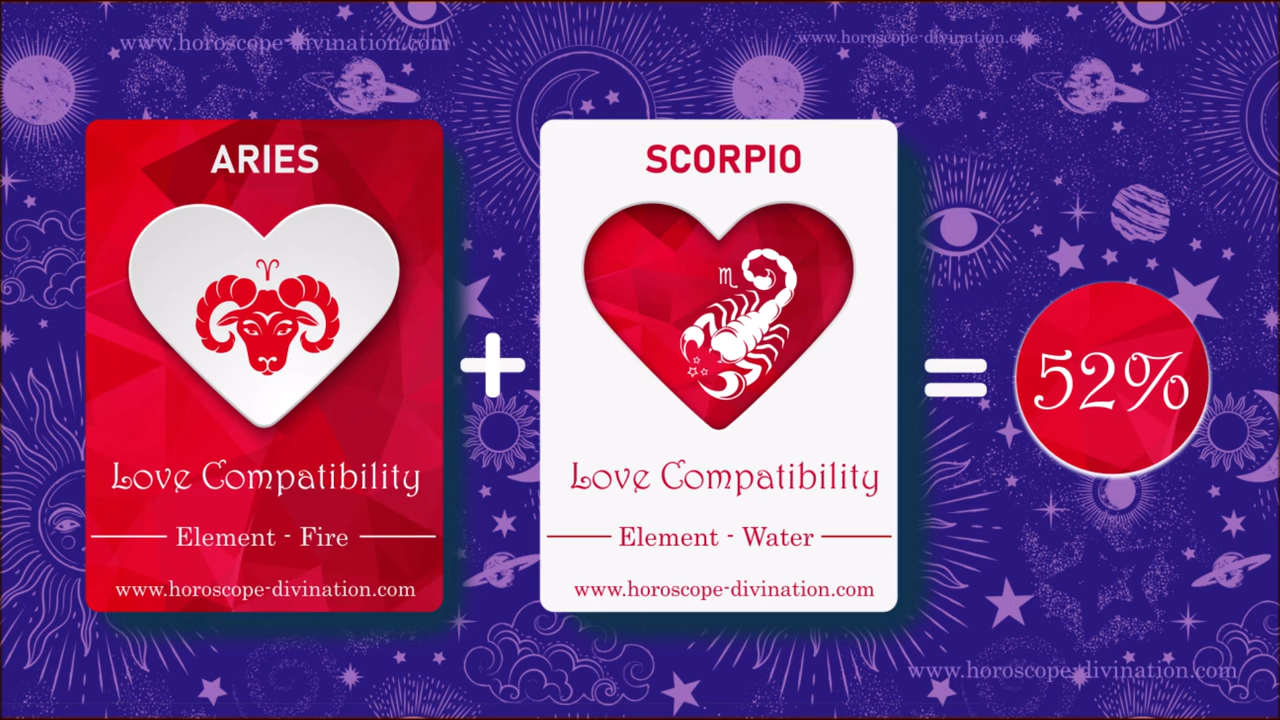 www.horoscope-divination.com
www.horoscope-divination.com
ARIES
♈
Love Compatibility
Element - Fire
www.horoscope-divination.com
+
SCORPIO
♏
Love Compatibility
Element - Water
www.horoscope-divination.com
=
52%
www.horoscope-divination.com